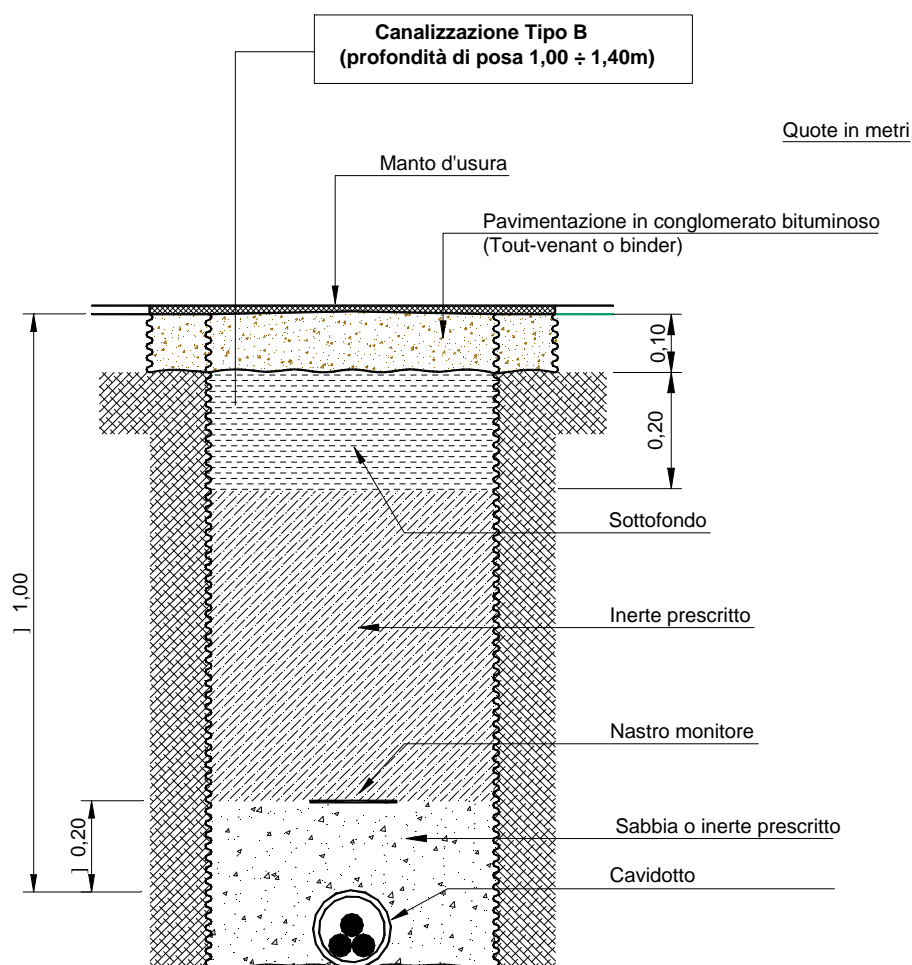 Canalizzazione Tipo B
(profondità di posa 1,00 ÷ 1,40m)
Quote in metri
Manto d'usura
Pavimentazione in conglomerato bituminoso
(Tout-venant o binder)
0,10
0,20
Sottofondo
] 1,00
Inerte prescritto
Nastro monitore
] 0,20
Sabbia o inerte prescritto
Cavidotto